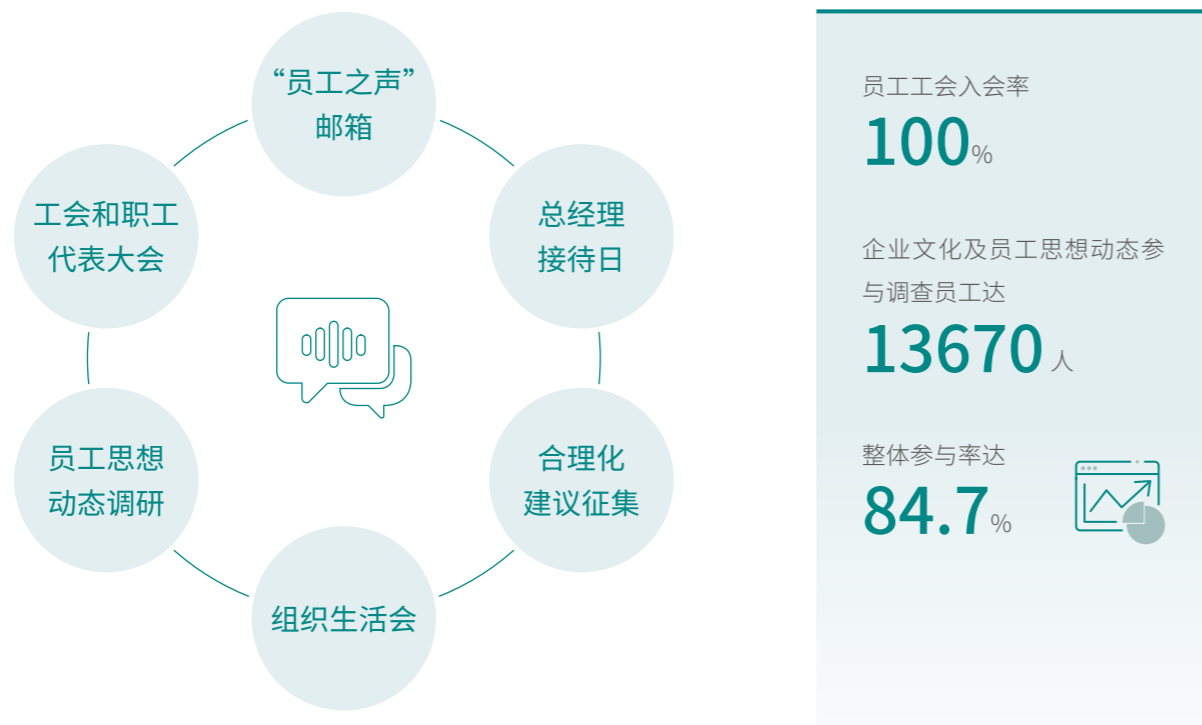 “员工之声”
邮箱
总经理
接待日
合理化
建议征集
组织生活会
员工思想
动态调研
工会和职工
代表大会
员工工会入会率
100%
企业文化及员工思想动态参
与调查员工达
13670人
整体参与率达
84.7%